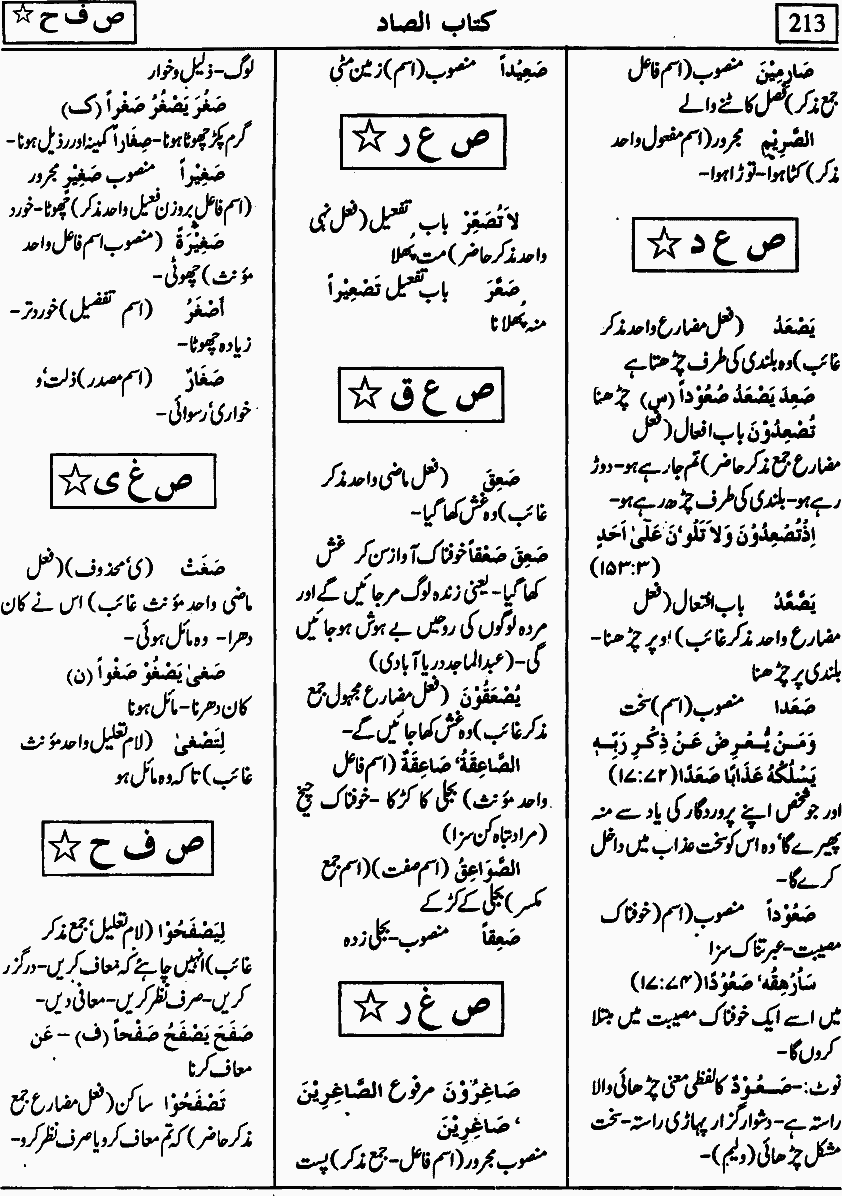 213
کتاب الصاد
ص ف ح ☆
صَارِمِیْنَ منصوب (اسم فاعل
جمع مذکر) فصل کاٹنے والے
الصَّرِیْمِ مجرور (اسم مفعول واحد
مذکر) کٹا ہوا-توڑا ہوا-
ص ع د ☆
یَصْعَدُ (فعل مضارع واحد مذکر
غائب) وہ بلندی کی طرف چڑھتا ہے
صَعِدَ یَصْعَدُ صُعُوْداً (س) چڑھنا
تُصْعِدُوْنَ باب افعال (فعل
مضارع جمع مذکر حاضر) تم جا رہے ہو- دوڑ
رہے ہو- بلندی کی طرف چڑھ رہے ہو-
اِذْتُصْعِدُوْنَ وَلَا تَلْوٗنَ عَلٰٓی اَحَدٍ
(۱۵۳:۳)
یَصَّعَّدُ باب افتعال (فعل
مضارع واحد مذکر غائب) اوپر چڑھنا-
بلندی پر چڑھنا
صَعَدا منصوب (اسم) سخت
وَمَنْ یُّعْرِضْ عَنْ ذِکْرِ رَبِّہٖ
یَسْلُکْہُ عَذَابًا صَعَدًا (۱۷:۷۲)
اور جو شخص اپنے پروردگار کی یاد سے منہ
پھیرے گا٬ وہ اس کو سخت عذاب میں داخل
کرے گا-
صَعُوْداً منصوب (اسم (خوفناک
مصیبت-عبرتناک سزا
سَاُرْهِقُه٬ صَعُوْدًا (۱۷:۷۴)
میں اسے ایک خوفناک مصیبت میں مبتلا
کروں گا-
نوٹ:-صَعُوْدٌ کا لفظی معنی چڑھائی والا
راستہ ہے- دشوار گزار پہاڑی راستہ-سخت
مشکل چڑھائی (ولیم)-
صَعِیْداً منصوب (اسم) زمین مٹی
ص ع ر ☆
لَا تُصَعِّرْ باب تفعیل (فعل نہی
واحد مذکر حاضر) مت پھلا
صَعَّرَ باب تفعیل تَصْعِیْراً
منہ پھلانا
ص ع ق ☆
صَعِقَ (فعل ماضی واحد مذکر
غائب) وہ غش کھا گیا-
صَعِقَ صَعْقاً خوفناک آواز سن کر غش
کھا گیا- یعنی زندہ لوگ مر جائیں گے اور
مردہ لوگوں کی روحیں بے ہوش ہو جائیں
گی-(عبدالماجد دریا آبادی)
یُصْعَقُوْنَ (فعل مضارع مجہول جمع
مذکر غائب) وہ غش کھا جائیں گے-
الصَّاعِقَةُ٬ صَاعِقَةٌ (اسم فاعل
واحد مؤنث) بجلی کا کڑکا -خوفناک چیخ
(مراد تباہ کن سزا)
الصَّوَاعِقُ (اسم صفت) (اسم جمع
مکسر) بجلی کے کڑکے
صَعِقاً منصوب-بجلی زدہ
ص غ ر ☆
صَاغِرُوْنَ مرفوع الصَّاغِرِیْنَ
٬ صَاغِرِیْنَ
منصوب مجرور (اسم فاعل-جمع مذکر) پست
لوگ-ذلیل وخوار
صَغُرَ یَصْغُرُ صَغْراً (ک)
گرم پکڑ چھوٹا ہونا-صِغَاراً کمینہ اور رذیل ہونا-
صَغِیْراً منصوب صَغِیْرٍ مجرور
(اسم فاعل بروزن فعیل واحد مذکر) چھوٹا-خورد
صَغِیْرَةً (منصوب اسم فاعل واحد
مؤنث) چھوٹی-
اَصْغَرُ (اسم تفضیل) خوردتر-
زیادہ چھوٹا-
صَغَارٌ (اسم مصدر) ذلت٬ و
خواری٬ رسوائی-
ص غ ی ☆
صَغَتْ (ی٬ محذوف) (فعل
ماضی واحد مؤنث غائب) اس نے کان
دھرا- وہ مائل ہوئی-
صَغیٰ یَصْغُوْ صَغْواً (ن)
کان دھرنا-مائل ہونا
لِتَصْغیٰ (لام تعلیل واحد مؤنث
غائب) تاکہ وہ مائل ہو
ص ف ح ☆
لِیَصْفَحُوْا (لام تعلیل٬ جمع مذکر
غائب) انہیں چاہئے کہ معاف کریں-درگزر
کریں-صرف نظر کریں-معافی دیں-
صَفَحَ یَصْفَحُ صَفْحاً (ف) - عَن
معاف کرنا
تَصْفَحُوْا ساکن (فعل مضارع جمع
مذکر حاضر) کہ تم معاف کرو یا صرف نظر کرو-